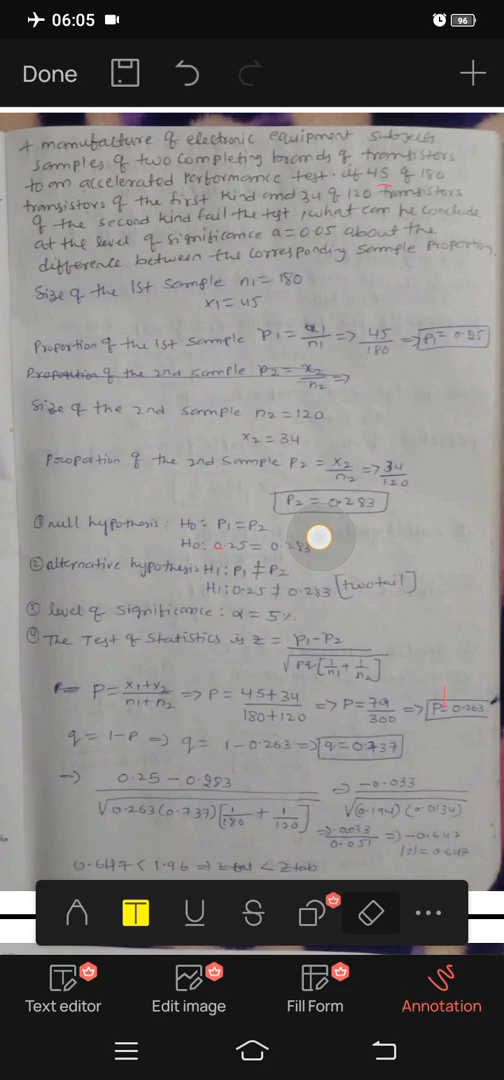 06:05
96
Done
A manufacture of electronic equipment subjects
samples of two completing brands of transistors
to an accelerated performance test. If 45 of 180
transistors of the first kind and 34 of 120 transistors
of the second kind fail the tyt, what can he conclude
at the level of significance a=0.05 about the
difference between the corresponding sample proportion.
Size of the 1st Sample n1=180
x1=45
Proportion of the 1st Sample P1 = x1/n1 => 45/180 => P1=0.25
Proportion of the 2nd Sample P2 = x2/n2 =>
Size of the 2nd Sample n2=120
x2=34
Poropostion of the 2nd Sample P2 = x2/n2 => 34/120
P2=0.283
① null hypothesis: H0: P1=P2
H0: 0.25=0.283
② alternative hypothesis: H1: P1≠P2
H1: 0.25≠0.283 [two tail]
③ level of significance: α=5%
④ The Test of Statistics is z = P1-P2/√pq[1/n1+1/n2]
P= P=x1+x2/n1+n2 => P=45+34/180+120 => P=79/300 => P=0.263
q=1-P => q=1-0.263 => q=0.737
=> 0.25-0.283/√0.263(0.737)[1/180+1/120] => -0.033/√(0.194)(0.0134)
=> -0.033/0.051 => -0.647
|z|=0.647
0.647<1.96 => z cal < z tab
T
U
S
Text editor
Edit image
Fill Form
Annotation